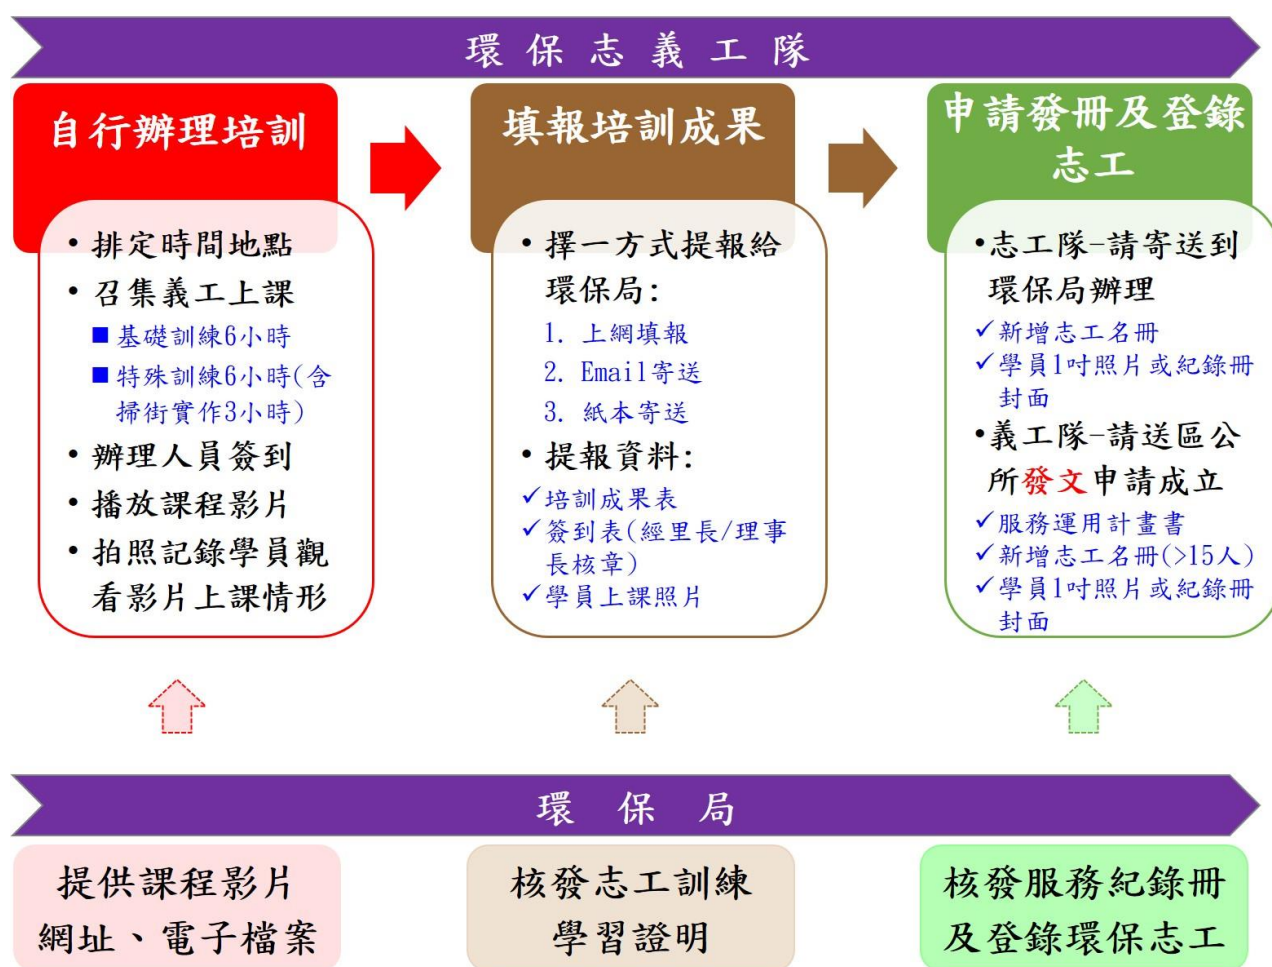 環保志義工隊
自行辦理培訓
• 排定時間地點
• 召集義工上課
■ 基礎訓練6小時
■ 特殊訓練6小時(含
掃街實作3小時)
• 辦理人員簽到
• 播放課程影片
• 拍照記錄學員觀
看影片上課情形
填報培訓成果
• 擇一方式提報給
環保局:
1. 上網填報
2. Email寄送
3. 紙本寄送
• 提報資料:
✓培訓成果表
✓簽到表(經里長/理事
長核章)
✓學員上課照片
申請發冊及登錄
志工
•志工隊-請寄送到
環保局辦理
✓新增志工名冊
✓學員1吋照片或紀錄冊
封面
•義工隊-請送區公
所發文申請成立
✓服務運用計畫書
✓新增志工名冊(>15人)
✓學員1吋照片或紀錄冊
封面
環保局
提供課程影片
網址、電子檔案
核發志工訓練
學習證明
核發服務紀錄冊
及登錄環保志工